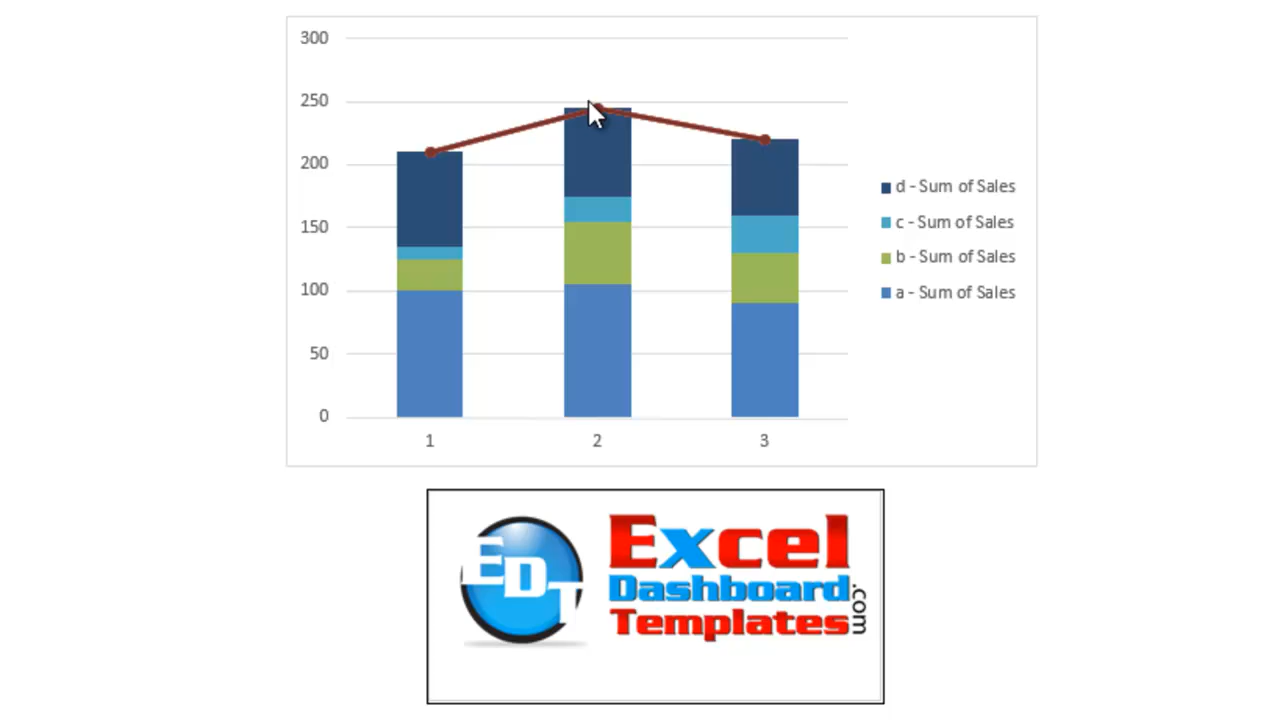 300
250
200
150
100
50
0
1 2 3
d - Sum of Sales
c - Sum of Sales
b - Sum of Sales
a - Sum of Sales
EDT
Excel
Dashboard
Templates
.com